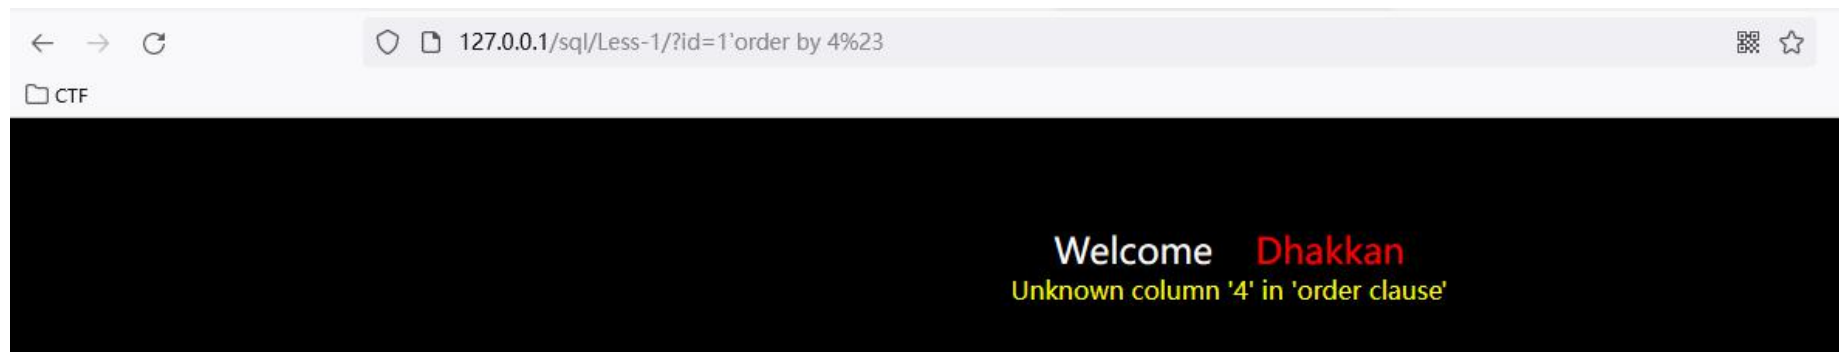 127.0.0.1/sql/Less-1/?id=1'order by 4%23
CTF
Welcome Dhakkan
Unknown column '4' in 'order clause'